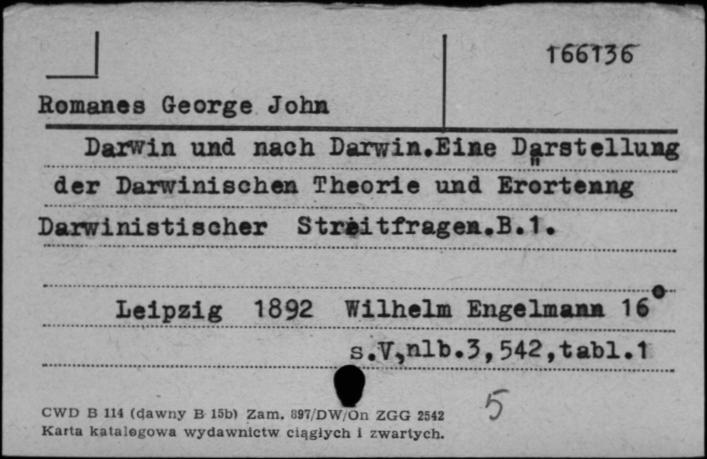 166136
Romanes George John
Darwin und nach Darwin.Eine Darstellung
der Darwinischen Theorie und Erörtenng
Darwinistischer Streitfragen.B.1.
Leipzig 1892 Wilhelm Engelmann 16°
s.V,nlb.3,542,tabl.1
5
CWD B 114 (dawny B 15b) Zam. 897/DW/On ZGG 2542
Karta katalogowa wydawnictw ciągłych i zwartych.